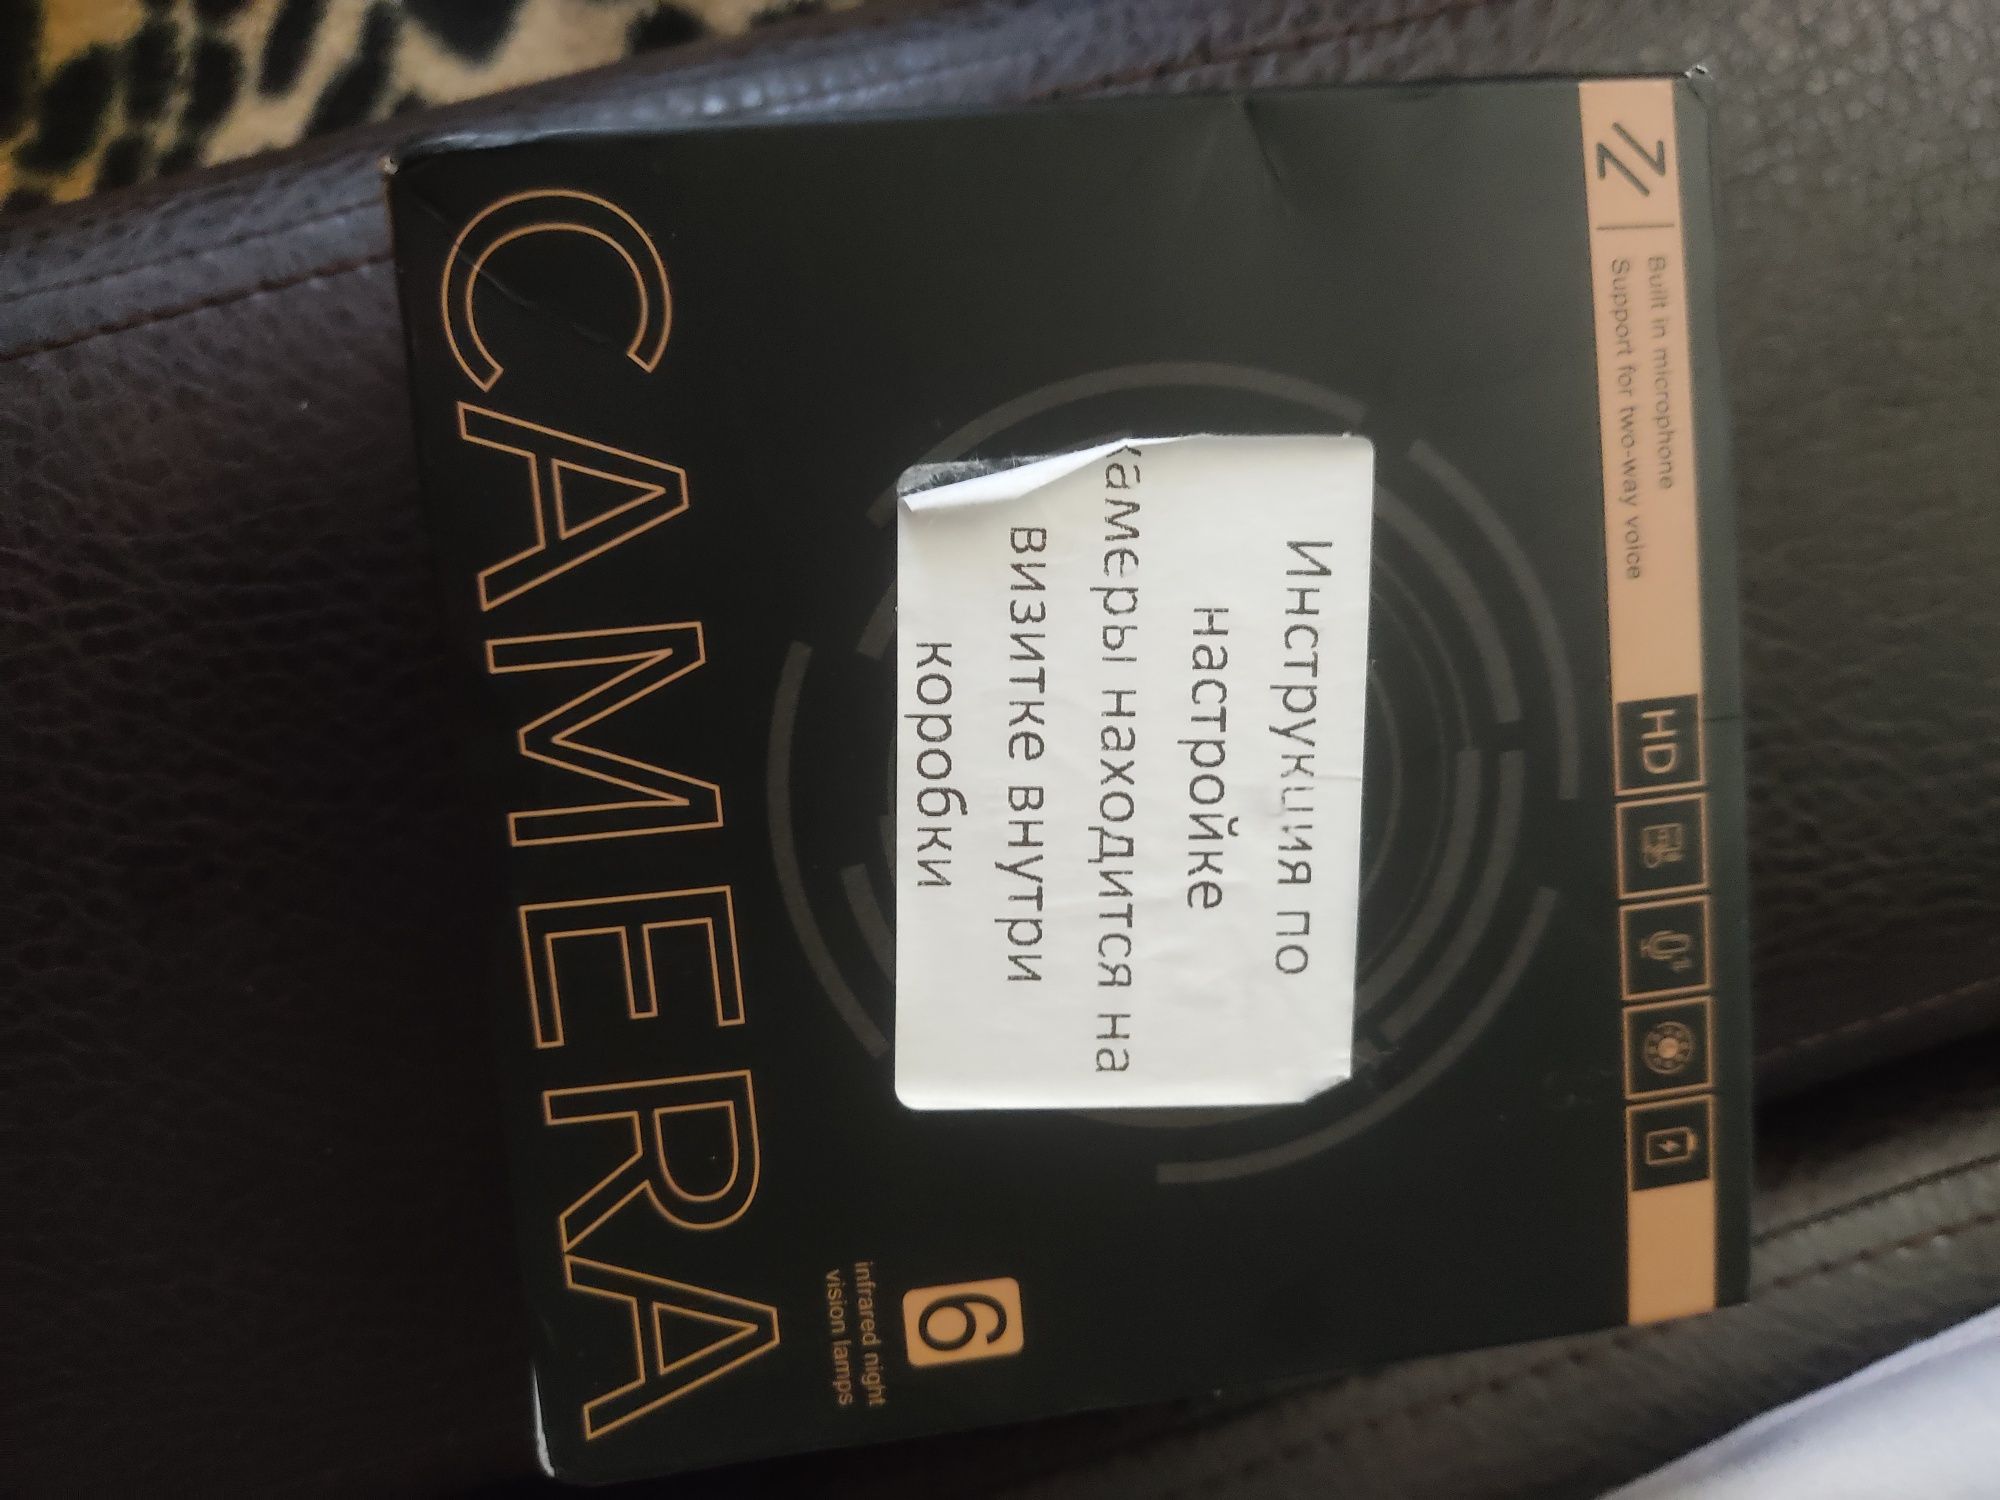 Built in microphone
Support for two-way voice
HD
Инструкция по
настройке
камеры находится на
визитке внутри
коробки
6
infrared night
vision lamps
CAMERA